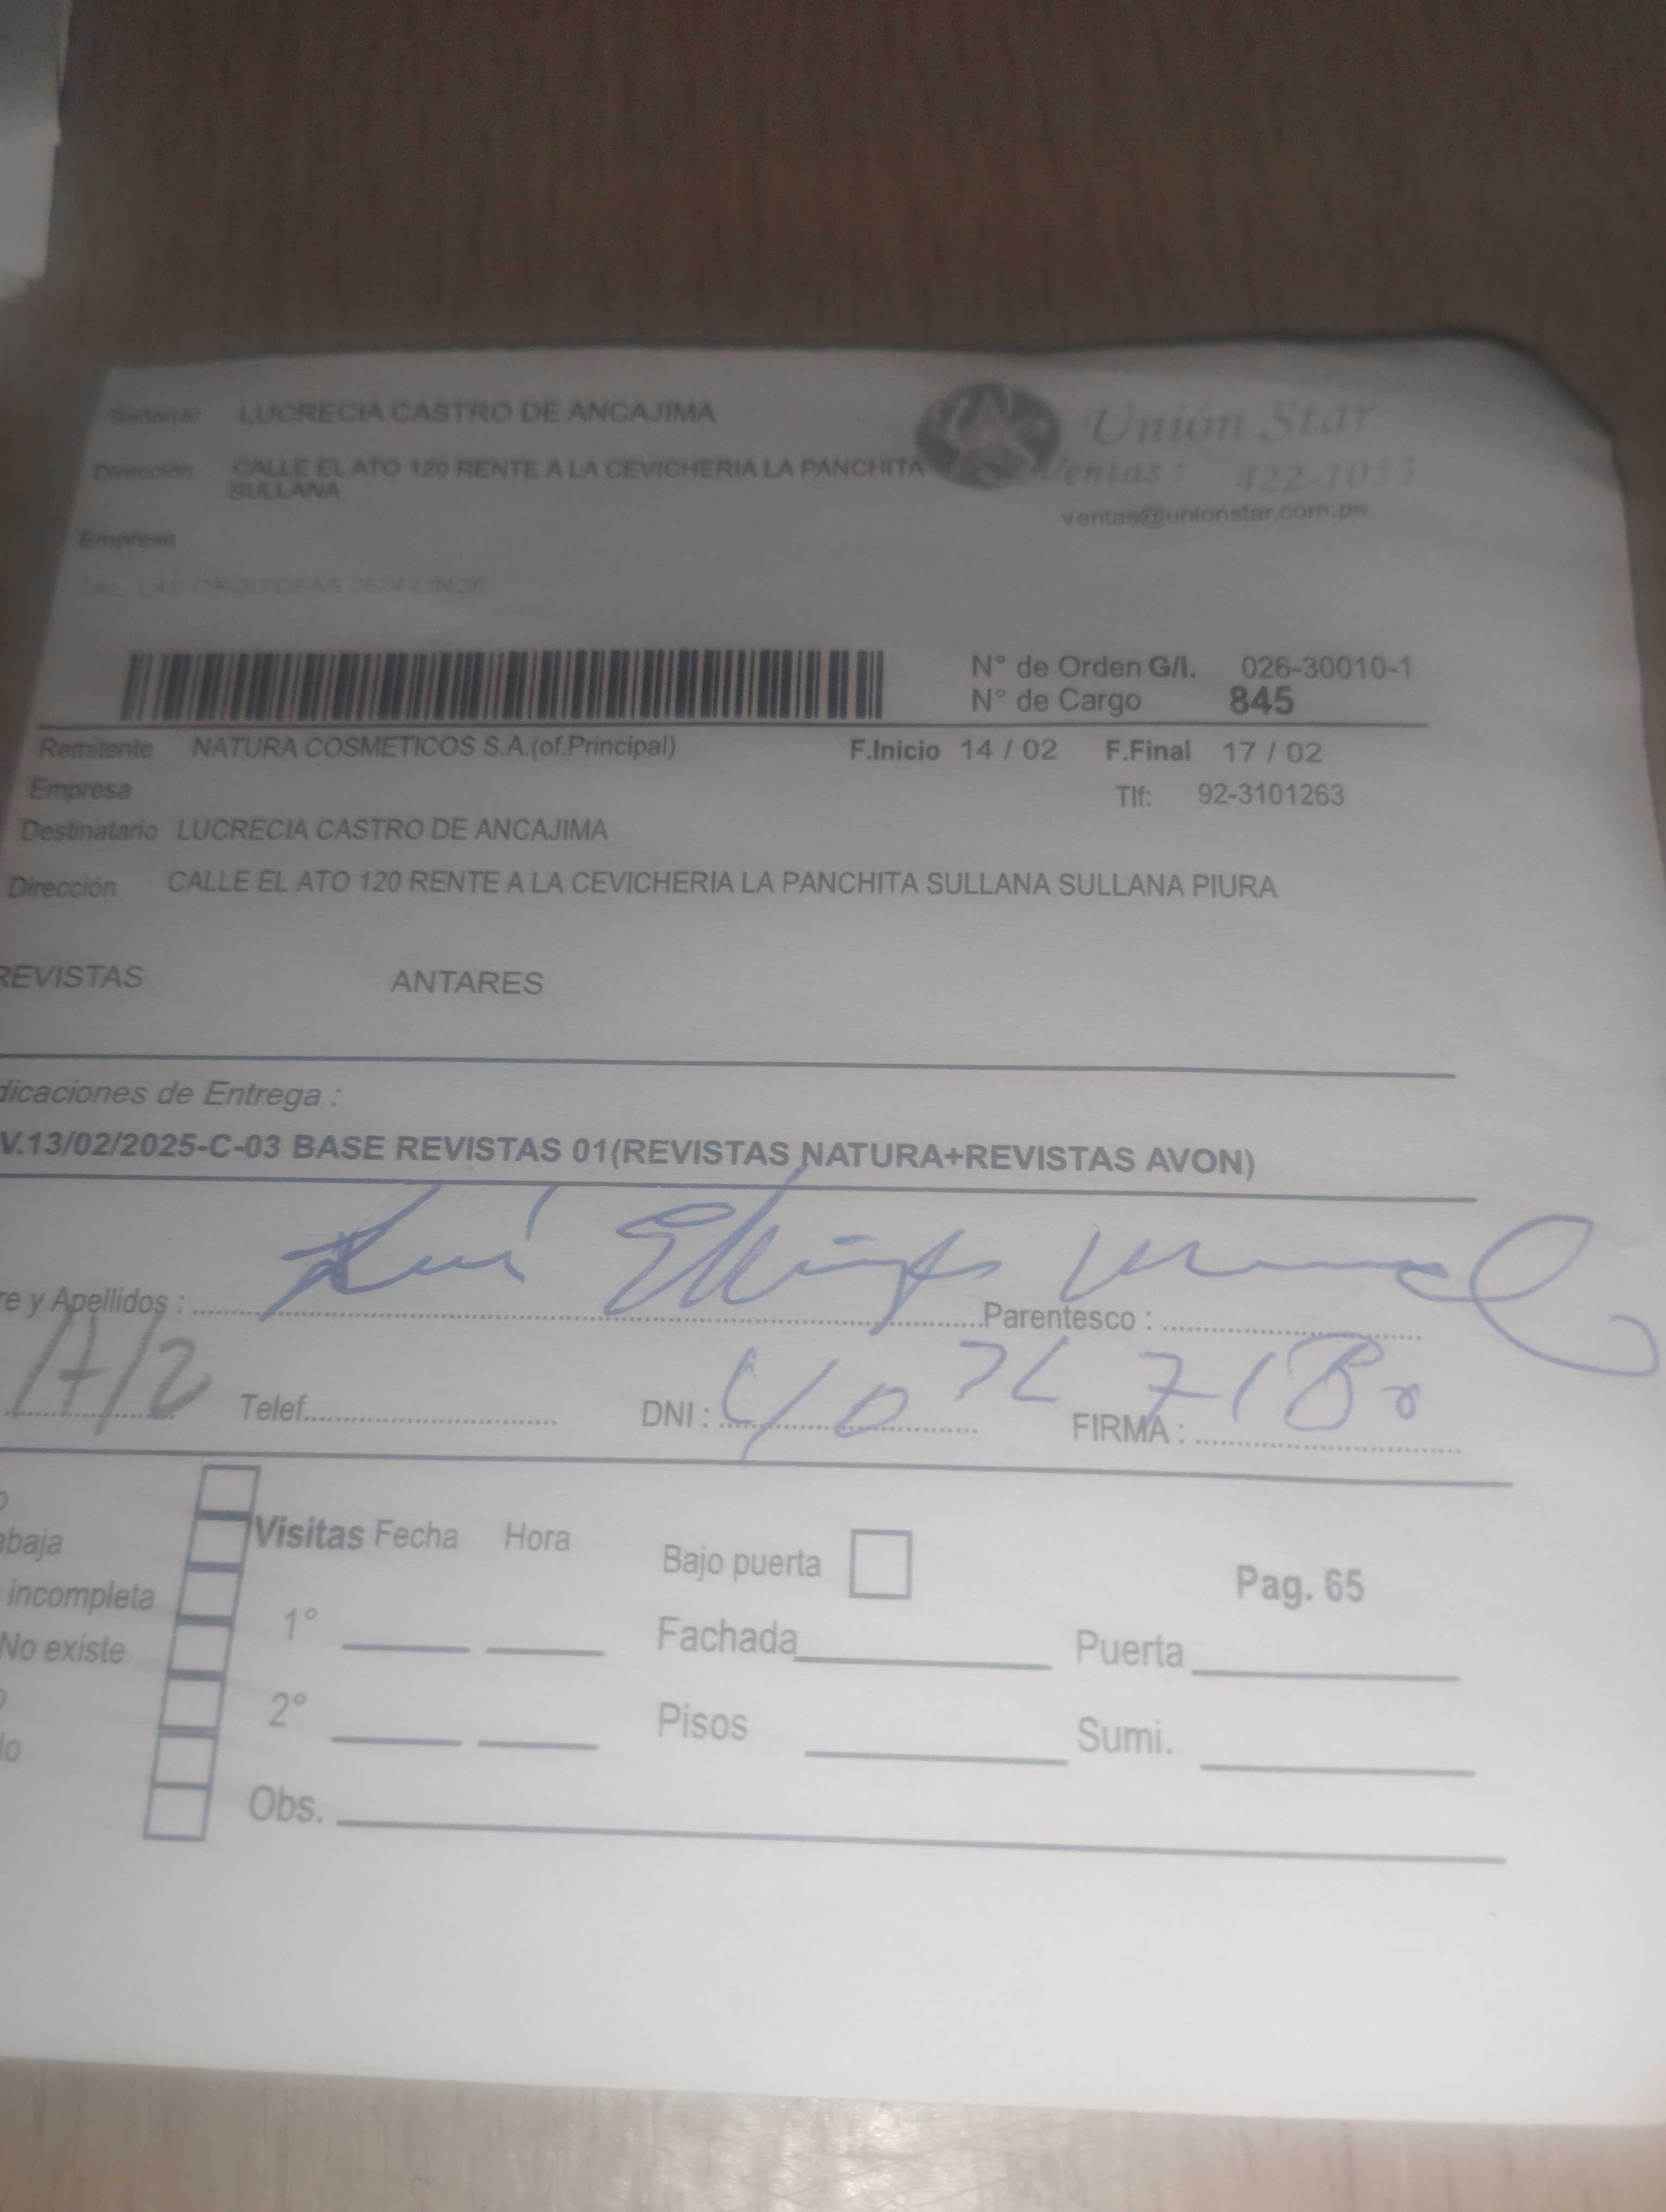 Señor(a) LUCRECIA CASTRO DE ANCAJIMA
Unión Star
Dirección CALLE EL ATO 120 RENTE A LA CEVICHERIA LA PANCHITA
SULLANA
Ventas: 422-1053
ventas@unionstar.com.pe
Empresa
N° de Orden G/I. 026-30010-1
N° de Cargo 845
Remitente NATURA COSMETICOS S.A.(of.Principal) F.Inicio 14 / 02 F.Final 17 / 02
Empresa Tlf: 92-3101263
Destinatario LUCRECIA CASTRO DE ANCAJIMA
Dirección CALLE EL ATO 120 RENTE A LA CEVICHERIA LA PANCHITA SULLANA SULLANA PIURA
REVISTAS ANTARES
dicaciones de Entrega :
V.13/02/2025-C-03 BASE REVISTAS 01(REVISTAS NATURA+REVISTAS AVON)
re y Apellidos : Parentesco :
Telef. DNI : FIRMA :
abaja
Visitas Fecha Hora Bajo puerta Pag. 65
incompleta
1° Fachada Puerta
No existe
2° Pisos Sumi.
lo
Obs.